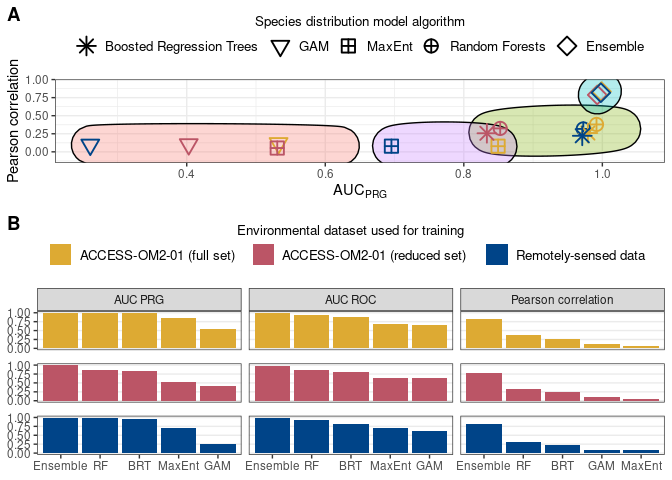 A
Species distribution model algorithm
Boosted Regression Trees GAM MaxEnt Random Forests Ensemble
Pearson correlation
1.00
0.75
0.50
0.25
0.00
0.4 0.6 0.8 1.0
AUCPRG
B
Environmental dataset used for training
ACCESS-OM2-01 (full set) ACCESS-OM2-01 (reduced set) Remotely-sensed data
AUC PRG AUC ROC Pearson correlation
1.00
0.75
0.50
0.25
0.00
1.00
0.75
0.50
0.25
0.00
1.00
0.75
0.50
0.25
0.00
Ensemble RF BRT MaxEnt GAM Ensemble RF BRT MaxEnt GAM Ensemble RF BRT GAM MaxEnt